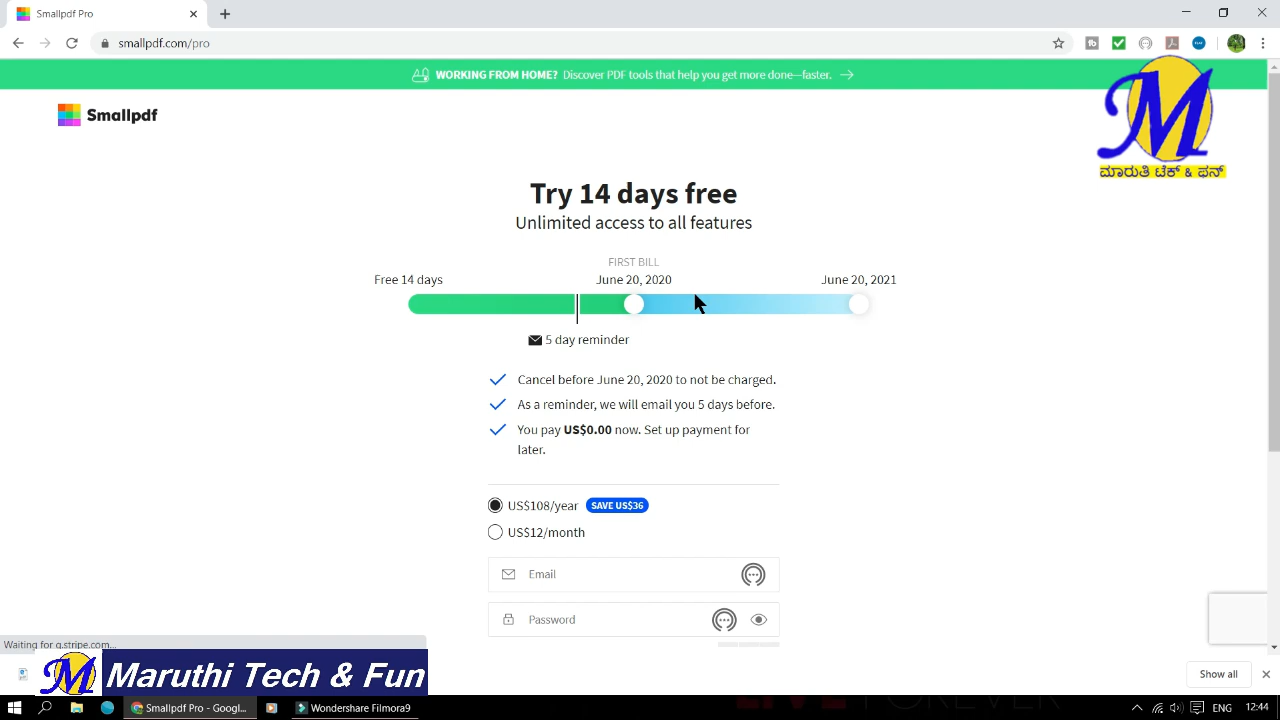 Smallpdf Pro
smallpdf.com/pro
WORKING FROM HOME? Discover PDF tools that help you get more done—faster.
Smallpdf
M
ಮಾರುತಿ ಟೆಕ್ & ಫನ್
Try 14 days free
Unlimited access to all features
FIRST BILL
Free 14 days June 20, 2020 June 20, 2021
5 day reminder
Cancel before June 20, 2020 to not be charged.
As a reminder, we will email you 5 days before.
You pay US$0.00 now. Set up payment for
later.
US$108/year SAVE US$36
US$12/month
Email
Password
Waiting for q.stripe.com...
M Maruthi Tech & Fun
Show all
LIVE FOREVER
Smallpdf Pro - Googl...
Wondershare Filmora9
ENG 12:44